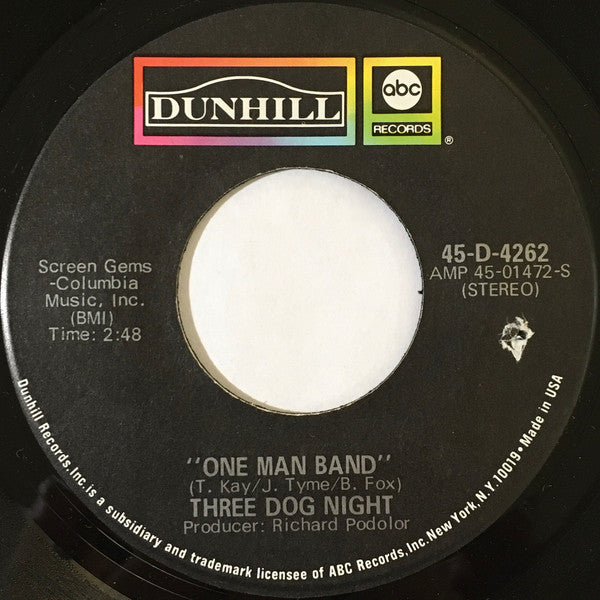 DUNHILL
abc
RECORDS
®
Screen Gems
-Columbia
Music, Inc.
(BMI)
Time: 2:48
45-D-4262
AMP 45-01472-S
(STEREO)
"ONE MAN BAND"
(T. Kay/J. Tyme/B. Fox)
THREE DOG NIGHT
Producer: Richard Podolor
Dunhill Records,Inc.is a subsidiary and trademark licensee of ABC Records,Inc.New York,N.Y.10019•Made in USA